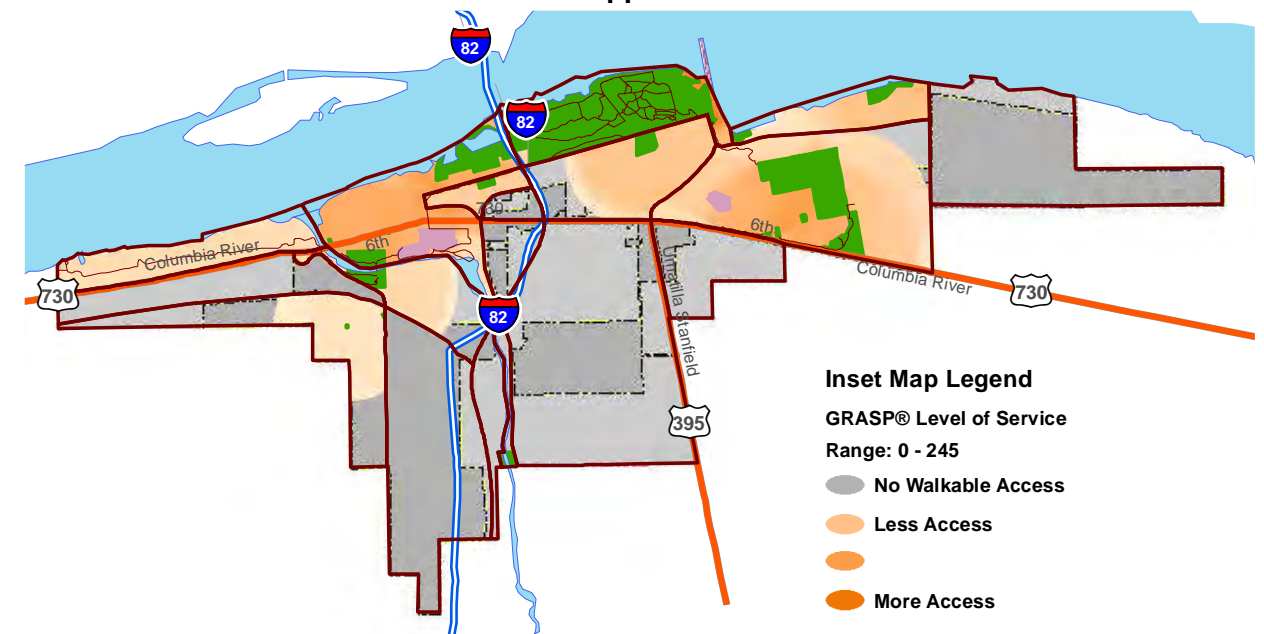 82
82
730
6th
Columbia River
6th
730
Columbia River
730
82
Umatilla Stanfield
395
Inset Map Legend
GRASP® Level of Service
Range: 0 - 245
No Walkable Access
Less Access
More Access